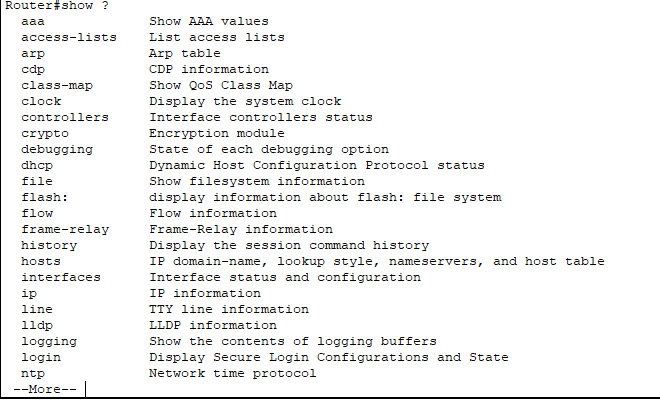 Router#show ?
  aaa             Show AAA values
  access-lists    List access lists
  arp             Arp table
  cdp             CDP information
  class-map       Show QoS Class Map
  clock           Display the system clock
  controllers     Interface controllers status
  crypto          Encryption module
  debugging       State of each debugging option
  dhcp            Dynamic Host Configuration Protocol status
  file            Show filesystem information
  flash:          display information about flash: file system
  flow            Flow information
  frame-relay     Frame-Relay information
  history         Display the session command history
  hosts           IP domain-name, lookup style, nameservers, and host table
  interfaces      Interface status and configuration
  ip              IP information
  line            TTY line information
  lldp            LLDP information
  logging         Show the contents of logging buffers
  login           Display Secure Login Configurations and State
  ntp             Network time protocol
 --More--